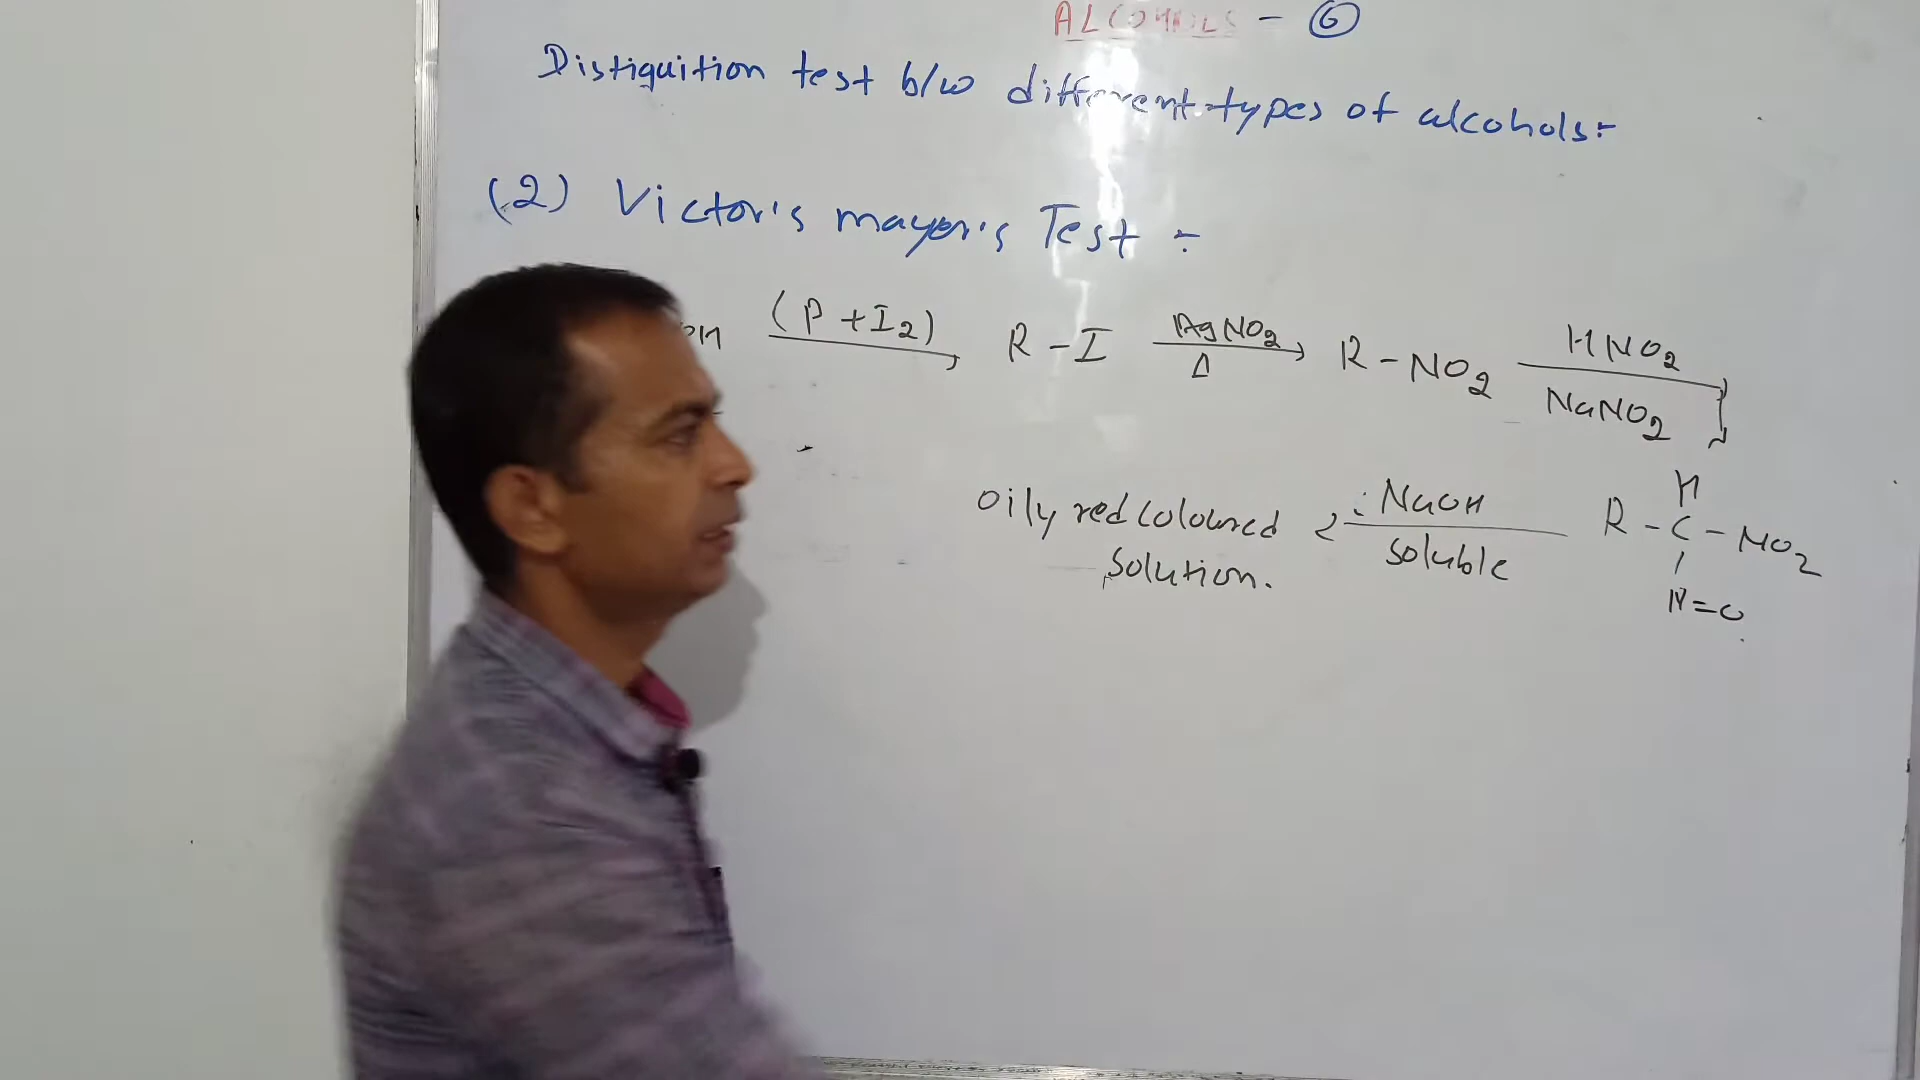 ALCOHOLS - 6
Distiquition test b/w different types of alcohols:-
(2) Victor's mayer's Test :-
OH (P + I2) R - I AgNO2 Δ R - NO2 HNO2 NaNO2
H
oily red coloured solution. NaOH soluble R - C - NO2
N=O